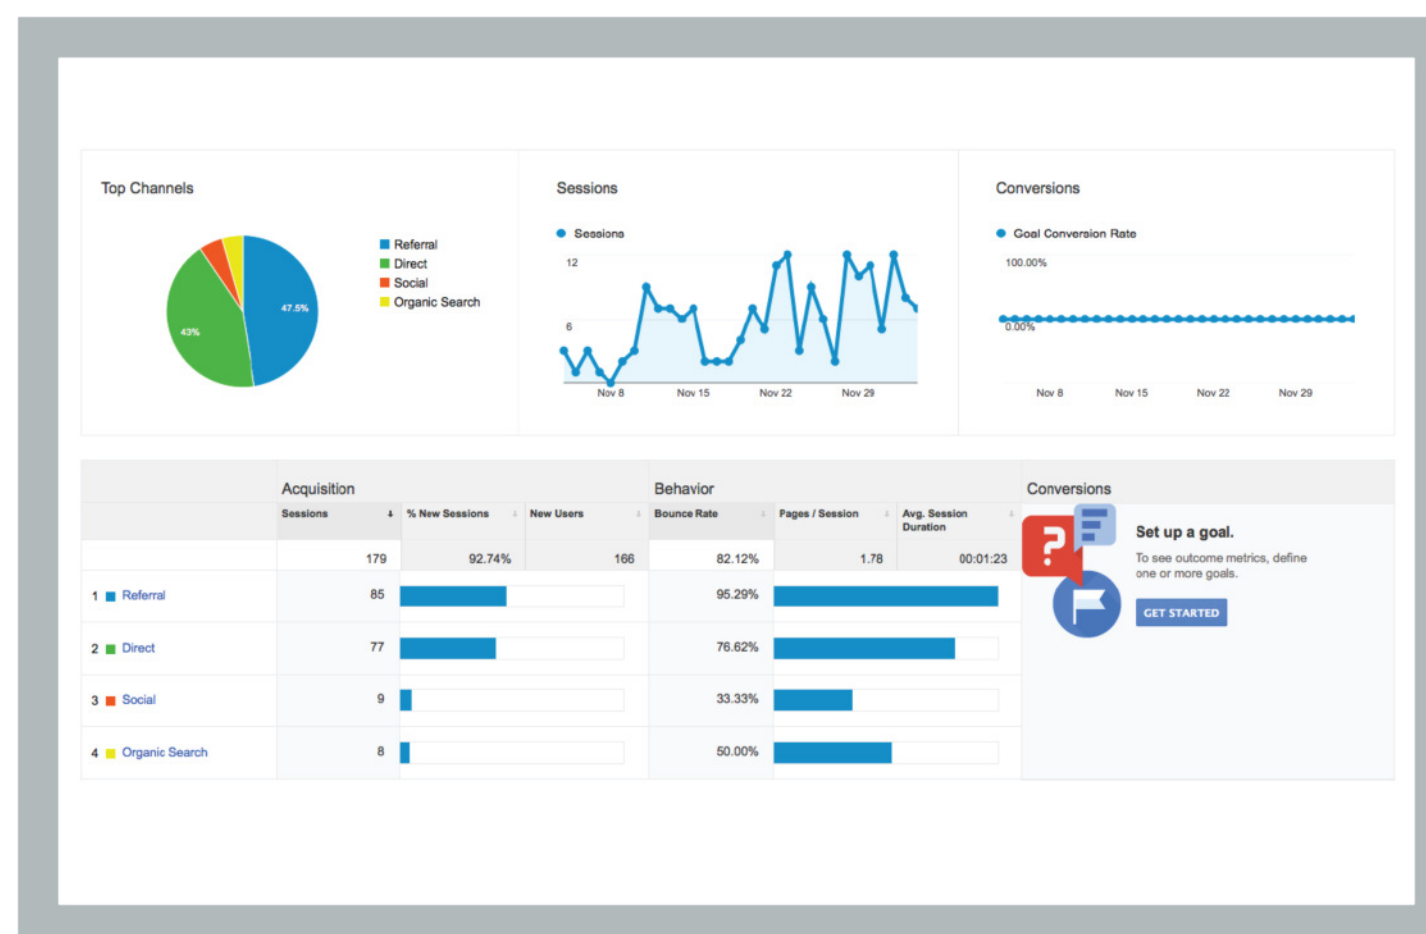 Top Channels
47.5%
43%
Referral
Direct
Social
Organic Search
Sessions
Sessions
12
6
Nov 8 Nov 15 Nov 22 Nov 29
Conversions
Goal Conversion Rate
100.00%
0.00%
Nov 8 Nov 15 Nov 22 Nov 29
Acquisition Behavior Conversions
Sessions % New Sessions New Users Bounce Rate Pages / Session Avg. Session
Duration
179 92.74% 166 82.12% 1.78 00:01:23
1 Referral 85 95.29%
2 Direct 77 76.62%
3 Social 9 33.33%
4 Organic Search 8 50.00%
?
Set up a goal.
To see outcome metrics, define
one or more goals.
GET STARTED